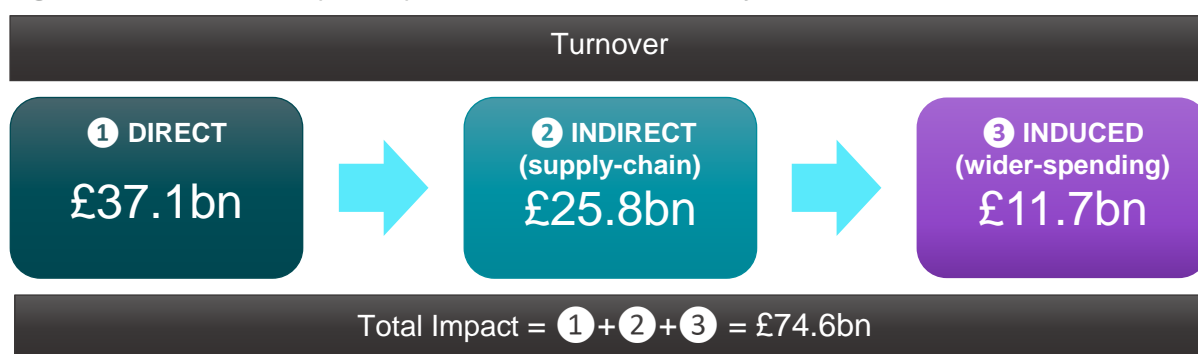 Turnover
❶ DIRECT
£37.1bn
❷ INDIRECT
(supply-chain)
£25.8bn
❸ INDUCED
(wider-spending)
£11.7bn
Total Impact = ❶+❷+❸ = £74.6bn